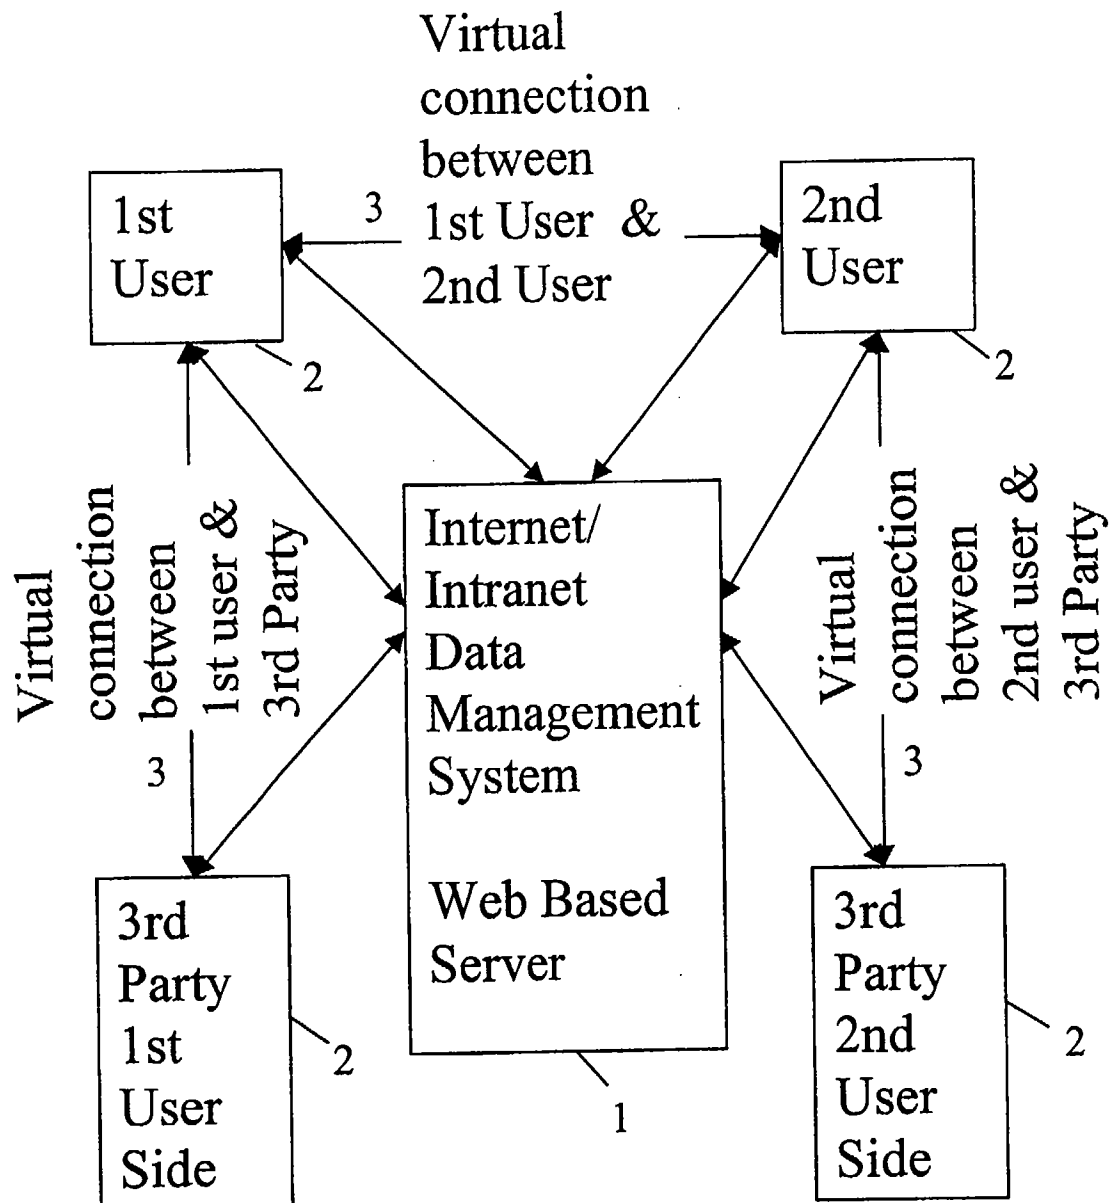 Virtual
connection
between
1st User &
2nd User
3
1st
User
2
2nd
User
2
Virtual
connection
between
1st user &
3rd Party
3
Internet/
Intranet
Data
Management
System
Web Based
Server
1
Virtual
connection
between
2nd user &
3rd Party
3
3rd
Party
1st
User
Side
2
3rd
Party
2nd
User
Side
2